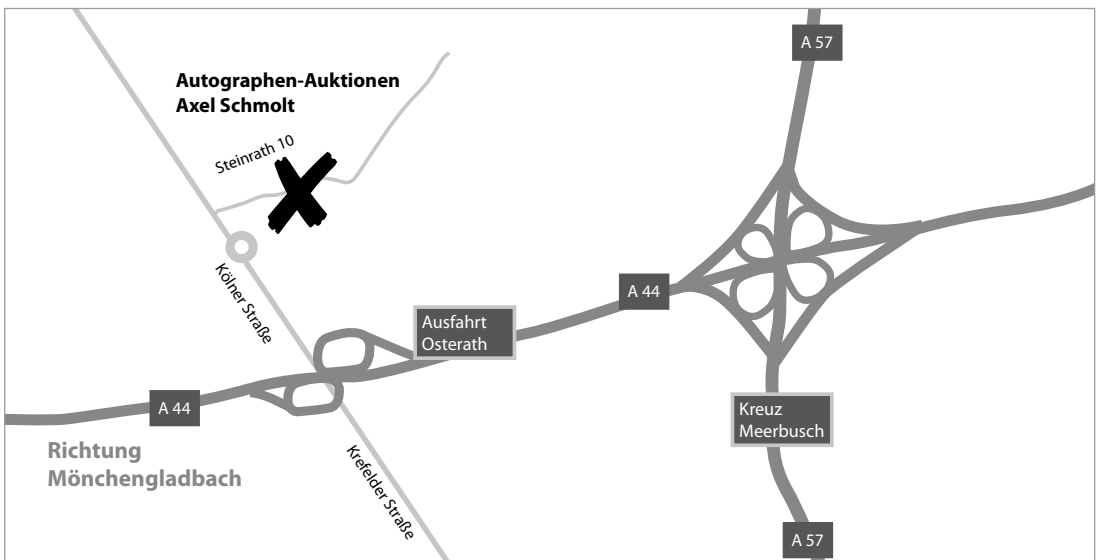 A 57
Autographen-Auktionen
Axel Schmolt
Steinrath 10
Kölner Straße
A 44
Ausfahrt
Osterath
A 44
Kreuz
Meerbusch
Richtung
Mönchengladbach
Krefelder Straße
A 57